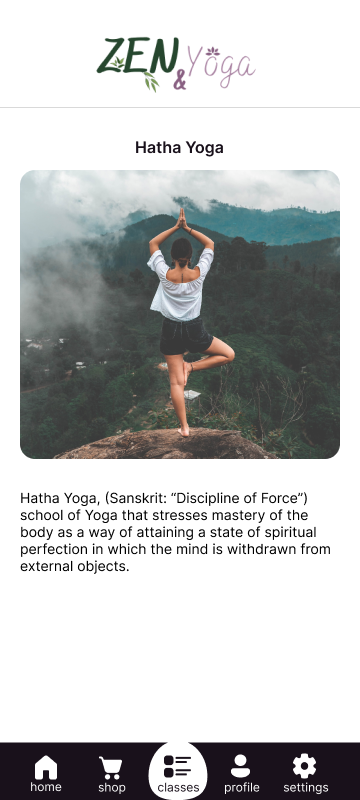 ZEN & Yoga
Hatha Yoga
Hatha Yoga, (Sanskrit: “Discipline of Force”)
school of Yoga that stresses mastery of the
body as a way of attaining a state of spiritual
perfection in which the mind is withdrawn from
external objects.
home shop classes profile settings